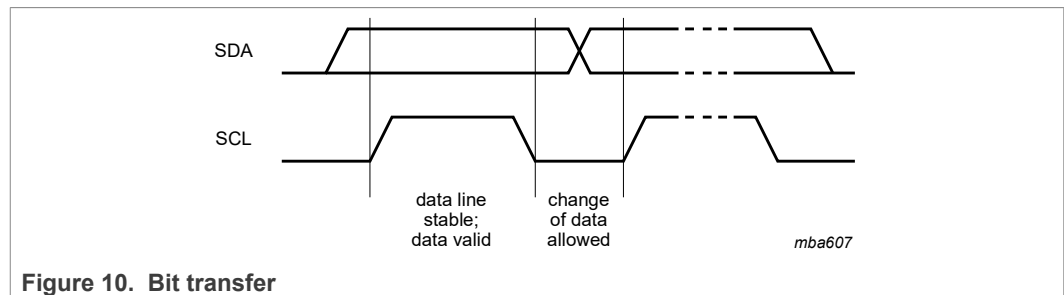 SDA
SCL
data line
stable;
data valid
change
of data
allowed
mba607
Figure 10. Bit transfer